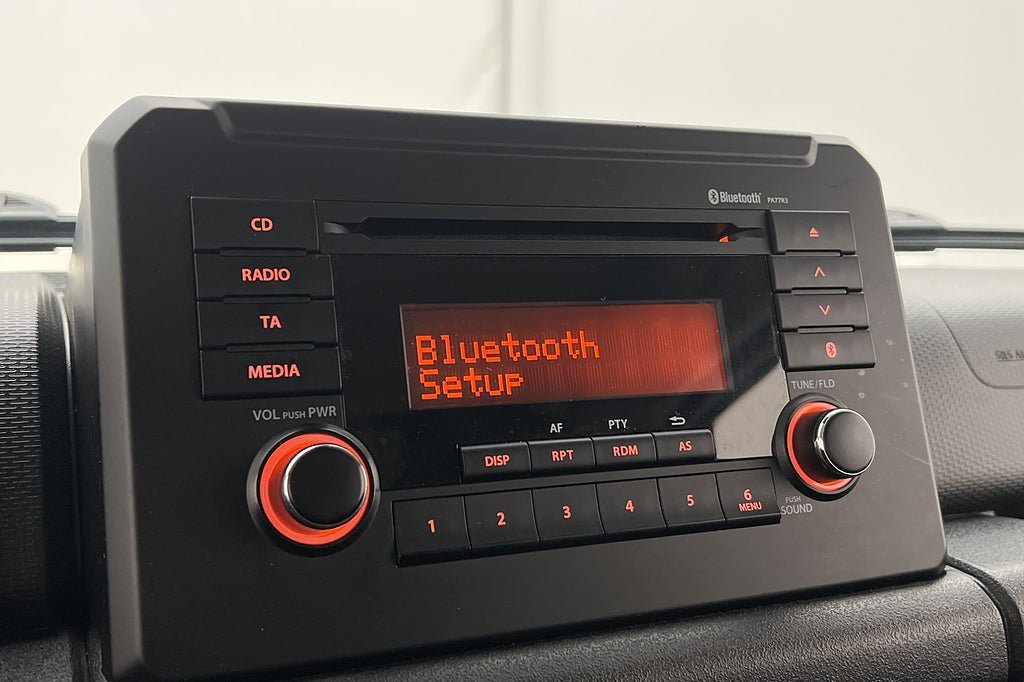 Bluetooth PA77R3
CD
RADIO
TA
MEDIA
Bluetooth
Setup
VOL PUSH PWR
TUNE/FLD
AF PTY
DISP RPT RDM AS
1 2 3 4 5 6
MENU
PUSH
SOUND